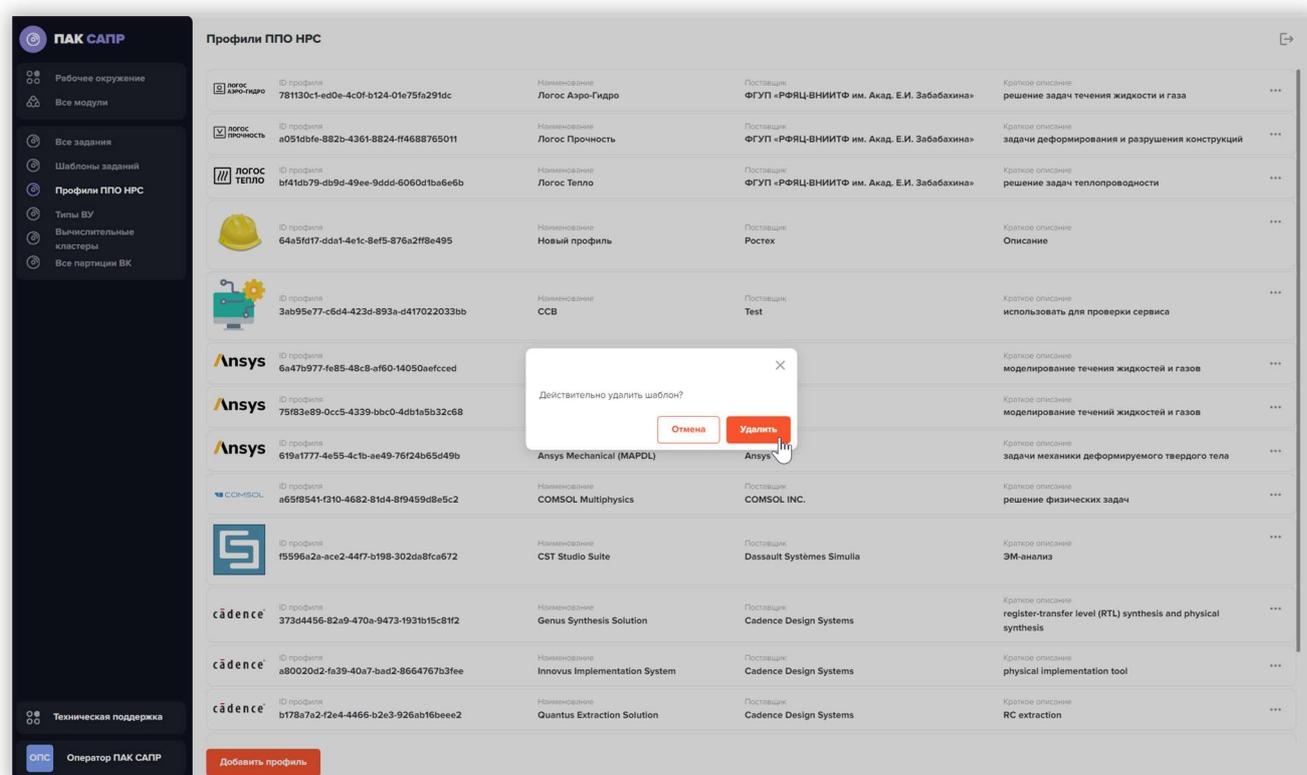 ПАК САПР
Рабочее окружение
Все модули
Все задания
Шаблоны заданий
Профили ППО НРС
Типы ВУ
Вычислительные
кластеры
Все партиции ВК
Техническая поддержка
ОПС Оператор ПАК САПР
Профили ППО НРС
ЛОГОС
АЭРО-ГИДРО
ID профиля Наименование Поставщик Краткое описание
781130c1-ed0e-4c0f-b124-01e75fa291dc Логос Аэро-Гидро ФГУП «РФЯЦ-ВНИИТФ им. Акад. Е.И. Забабахина» решение задач течения жидкости и газа
ЛОГОС
ПРОЧНОСТЬ
ID профиля Наименование Поставщик Краткое описание
a051dbfe-882b-4361-8824-ff4688765011 Логос Прочность ФГУП «РФЯЦ-ВНИИТФ им. Акад. Е.И. Забабахина» задачи деформирования и разрушения конструкций
ЛОГОС
ТЕПЛО
ID профиля Наименование Поставщик Краткое описание
bf41db79-db9d-49ee-9ddd-6060d1ba6e6b Логос Тепло ФГУП «РФЯЦ-ВНИИТФ им. Акад. Е.И. Забабахина» решение задач теплопроводности
ID профиля Наименование Поставщик Краткое описание
64a5fd17-dda1-4e1c-8ef5-876a2ff8e495 Новый профиль Ростех Описание
ID профиля Наименование Поставщик Краткое описание
3ab95e77-c6d4-423d-893a-d417022033bb ССВ Test использовать для проверки сервиса
Ansys
ID профиля Краткое описание
6a47b977-fe85-48c8-af60-14050aefcced моделирование течения жидкостей и газов
Ansys
ID профиля Краткое описание
75f83e89-0cc5-4339-bbc0-4db1a5b32c68 моделирование течений жидкостей и газов
Ansys
ID профиля Краткое описание
619a1777-4e55-4c1b-ae49-76f24b65d49b Ansys Mechanical (MAPDL) Ansys задачи механики деформируемого твердого тела
Действительно удалить шаблон?
Отмена Удалить
COMSOL
ID профиля Наименование Поставщик Краткое описание
a65f8541-f310-4682-81d4-8f9459d8e5c2 COMSOL Multiphysics COMSOL INC. решение физических задач
ID профиля Наименование Поставщик Краткое описание
f5596a2a-ace2-44f7-b198-302da8fca672 CST Studio Suite Dassault Systèmes Simulia ЭМ-анализ
cādence
ID профиля Наименование Поставщик Краткое описание
373d4456-82a9-470a-9473-1931b15c81f2 Genus Synthesis Solution Cadence Design Systems register-transfer level (RTL) synthesis and physical
synthesis
cādence
ID профиля Наименование Поставщик Краткое описание
a80020d2-fa39-40a7-bad2-8664767b3fee Innovus Implementation System Cadence Design Systems physical implementation tool
cādence
ID профиля Наименование Поставщик Краткое описание
b178a7a2-f2e4-4466-b2e3-926ab16beee2 Quantus Extraction Solution Cadence Design Systems RC extraction
Добавить профиль